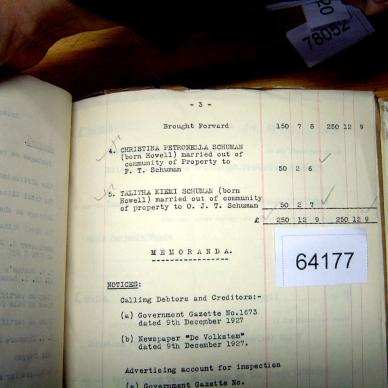 78052
- 3 -
Brought Forward 150 7 8 250 12 9
4. CHRISTINA PETRONELLA SCHUMAN
(born Howell) married out of
community of Property to
F. T. Schuman 50 2 6
5. TALITHA KIEMI SCHUMAN (born
Howell) married out of community
of property to O. J. T. Schuman 50 2 7
£ 250 12 9 250 12 9
MEMORANDA.
64177
NOTICES:
Calling Debtors and Creditors:-
(a) Government Gazette No.1673
dated 9th December 1927
(b) Newspaper "De Volkstem"
dated 9th December 1927.
Advertising account for inspection
(a) Government Gazette No.